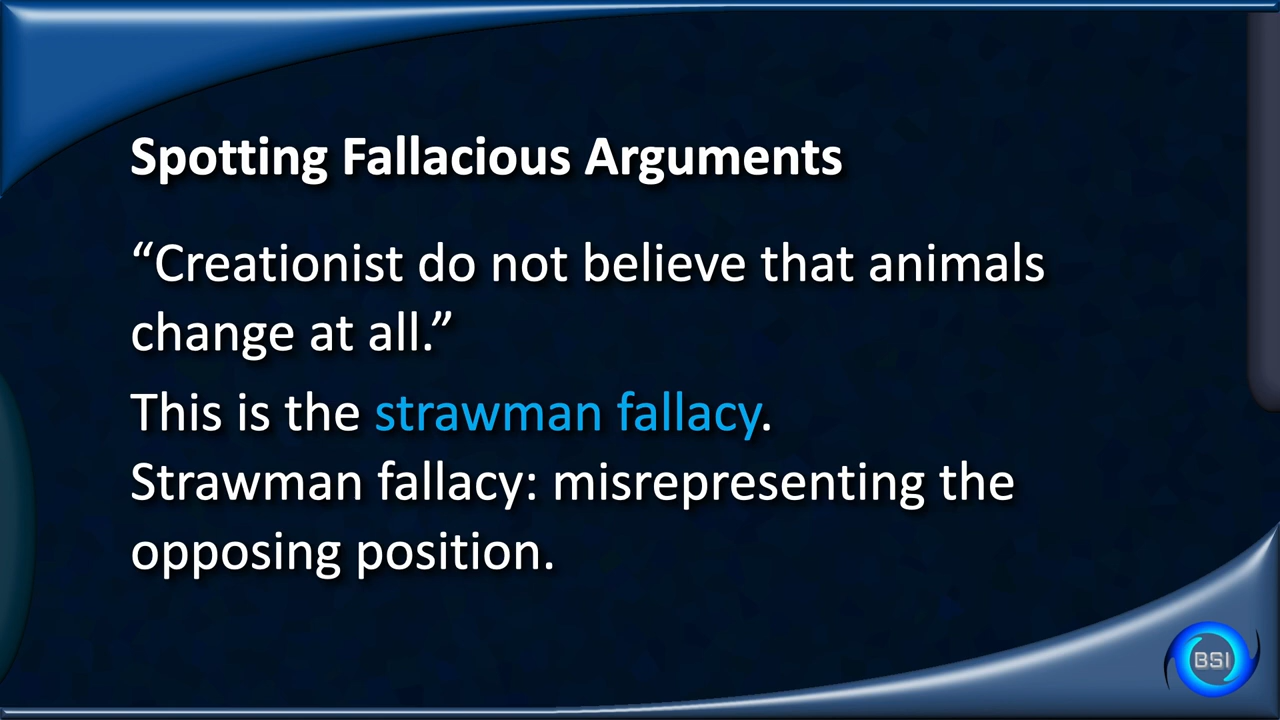 Spotting Fallacious Arguments
“Creationist do not believe that animals
change at all.”
This is the strawman fallacy.
Strawman fallacy: misrepresenting the
opposing position.
BSI